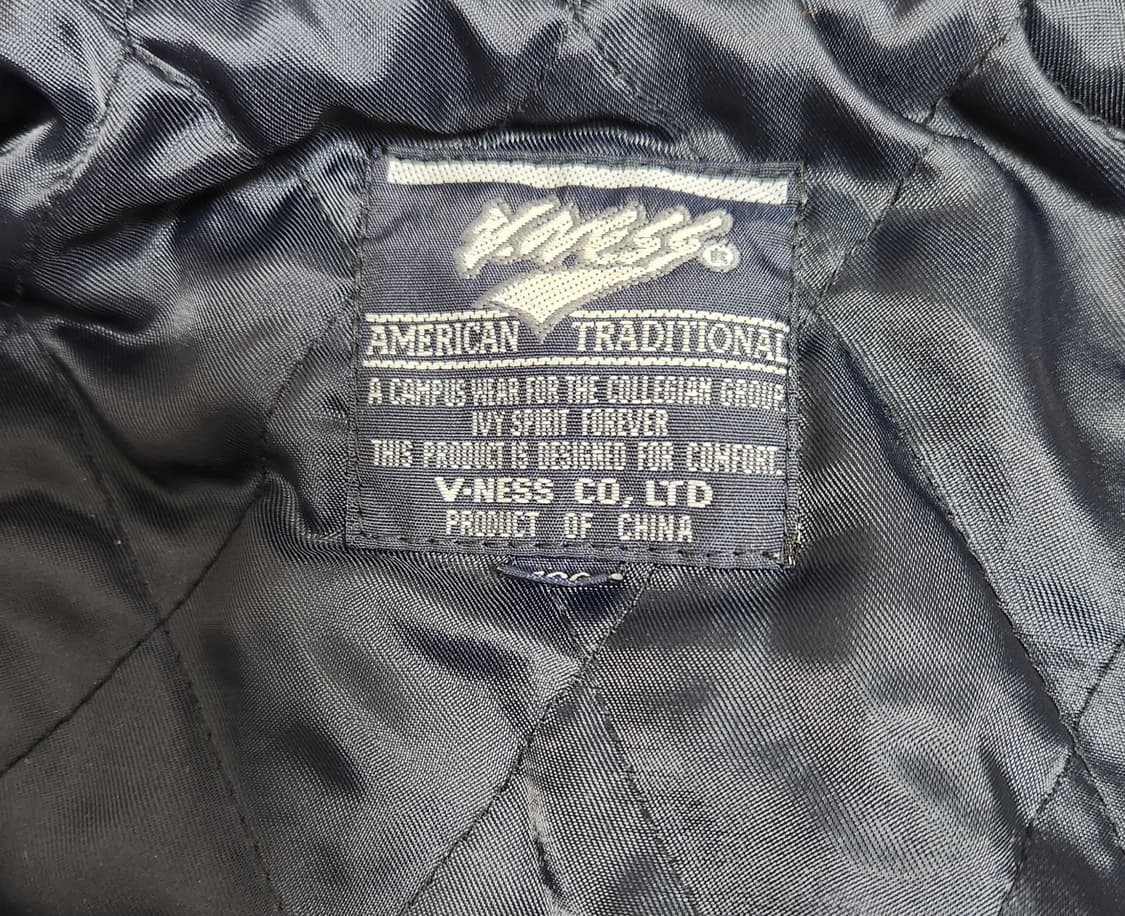 V-Ness®
AMERICAN TRADITIONAL
A CAMPUS WEAR FOR THE COLLEGIAN GROUP.
IVY SPIRIT FOREVER
THIS PRODUCT IS DESIGNED FOR COMFORT.
V-NESS CO, LTD
PRODUCT OF CHINA